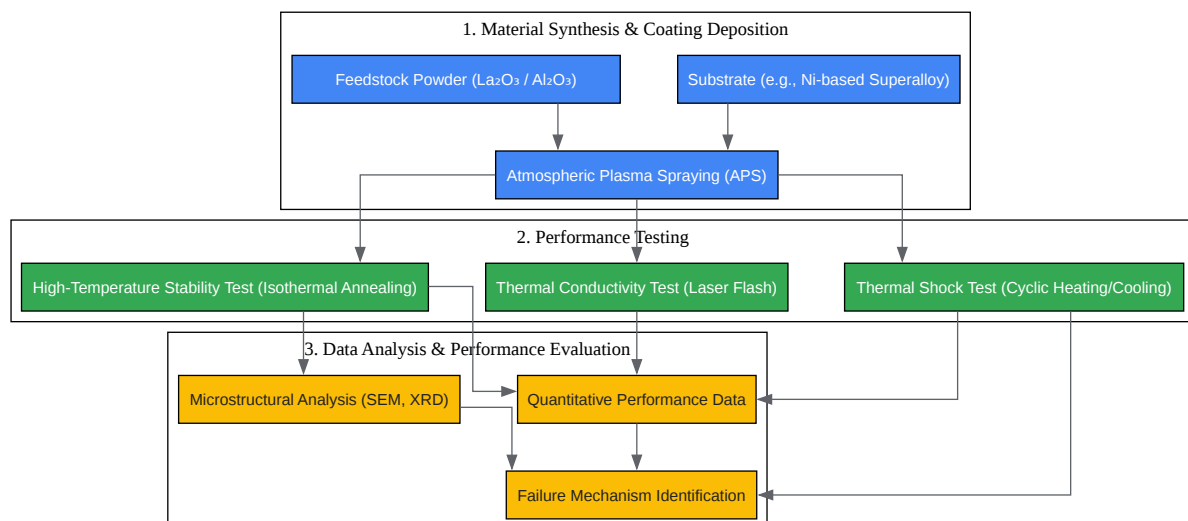 1. Material Synthesis & Coating Deposition
Feedstock Powder (La₂O₃ / Al₂O₃)
Substrate (e.g., Ni-based Superalloy)
Atmospheric Plasma Spraying (APS)
2. Performance Testing
High-Temperature Stability Test (Isothermal Annealing)
Thermal Conductivity Test (Laser Flash)
Thermal Shock Test (Cyclic Heating/Cooling)
3. Data Analysis & Performance Evaluation
Microstructural Analysis (SEM, XRD)
Quantitative Performance Data
Failure Mechanism Identification